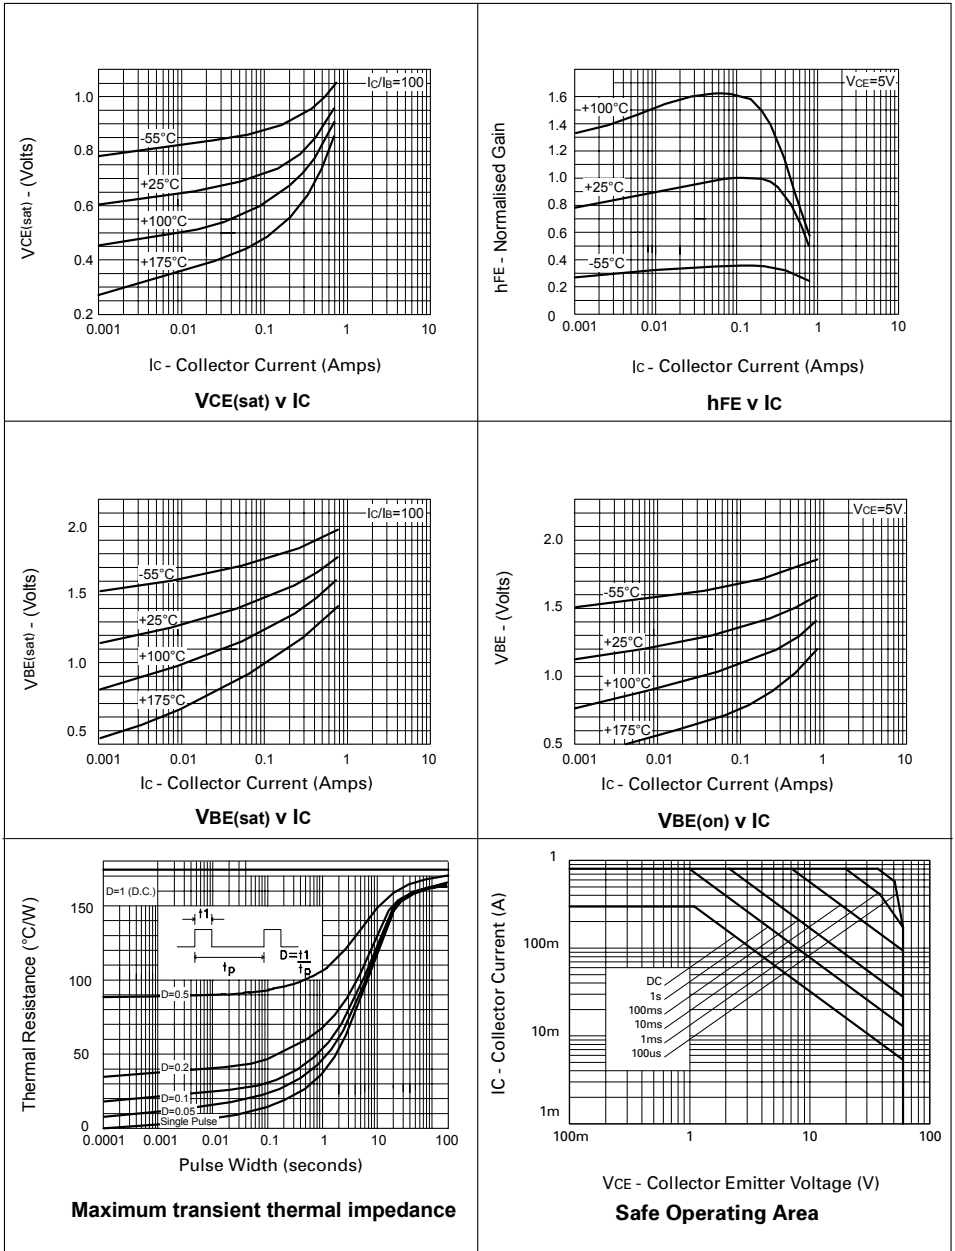 IC/IB=100
1.0
0.8
0.6
0.4
0.2
-55°C
+25°C
+100°C
+175°C
0.001
0.01
0.1
1
10
VCE(sat) - (Volts)
IC - Collector Current (Amps)
VCE(sat) v IC
VCE=5V
1.6
1.4
1.2
1.0
0.8
0.6
0.4
0.2
0
+100°C
+25°C
-55°C
0.001
0.01
0.1
1
10
hFE - Normalised Gain
IC - Collector Current (Amps)
hFE v IC
IC/IB=100
2.0
1.5
1.0
0.5
-55°C
+25°C
+100°C
+175°C
0.001
0.01
0.1
1
10
VBE(sat) - (Volts)
IC - Collector Current (Amps)
VBE(sat) v IC
VCE=5V
2.0
1.5
1.0
0.5
-55°C
+25°C
+100°C
+175°C
0.001
0.01
0.1
1
10
VBE - (Volts)
IC - Collector Current (Amps)
VBE(on) v IC
D=1 (D.C.)
150
100
50
0
t1
tp
D=t1/tp
D=0.5
D=0.2
D=0.1
D=0.05
Single Pulse
0.0001
0.001
0.01
0.1
1
10
100
Thermal Resistance (°C/W)
Pulse Width (seconds)
Maximum transient thermal impedance
1
100m
10m
1m
DC
1s
100ms
10ms
1ms
100us
100m
1
10
100
IC - Collector Current (A)
VCE - Collector Emitter Voltage (V)
Safe Operating Area